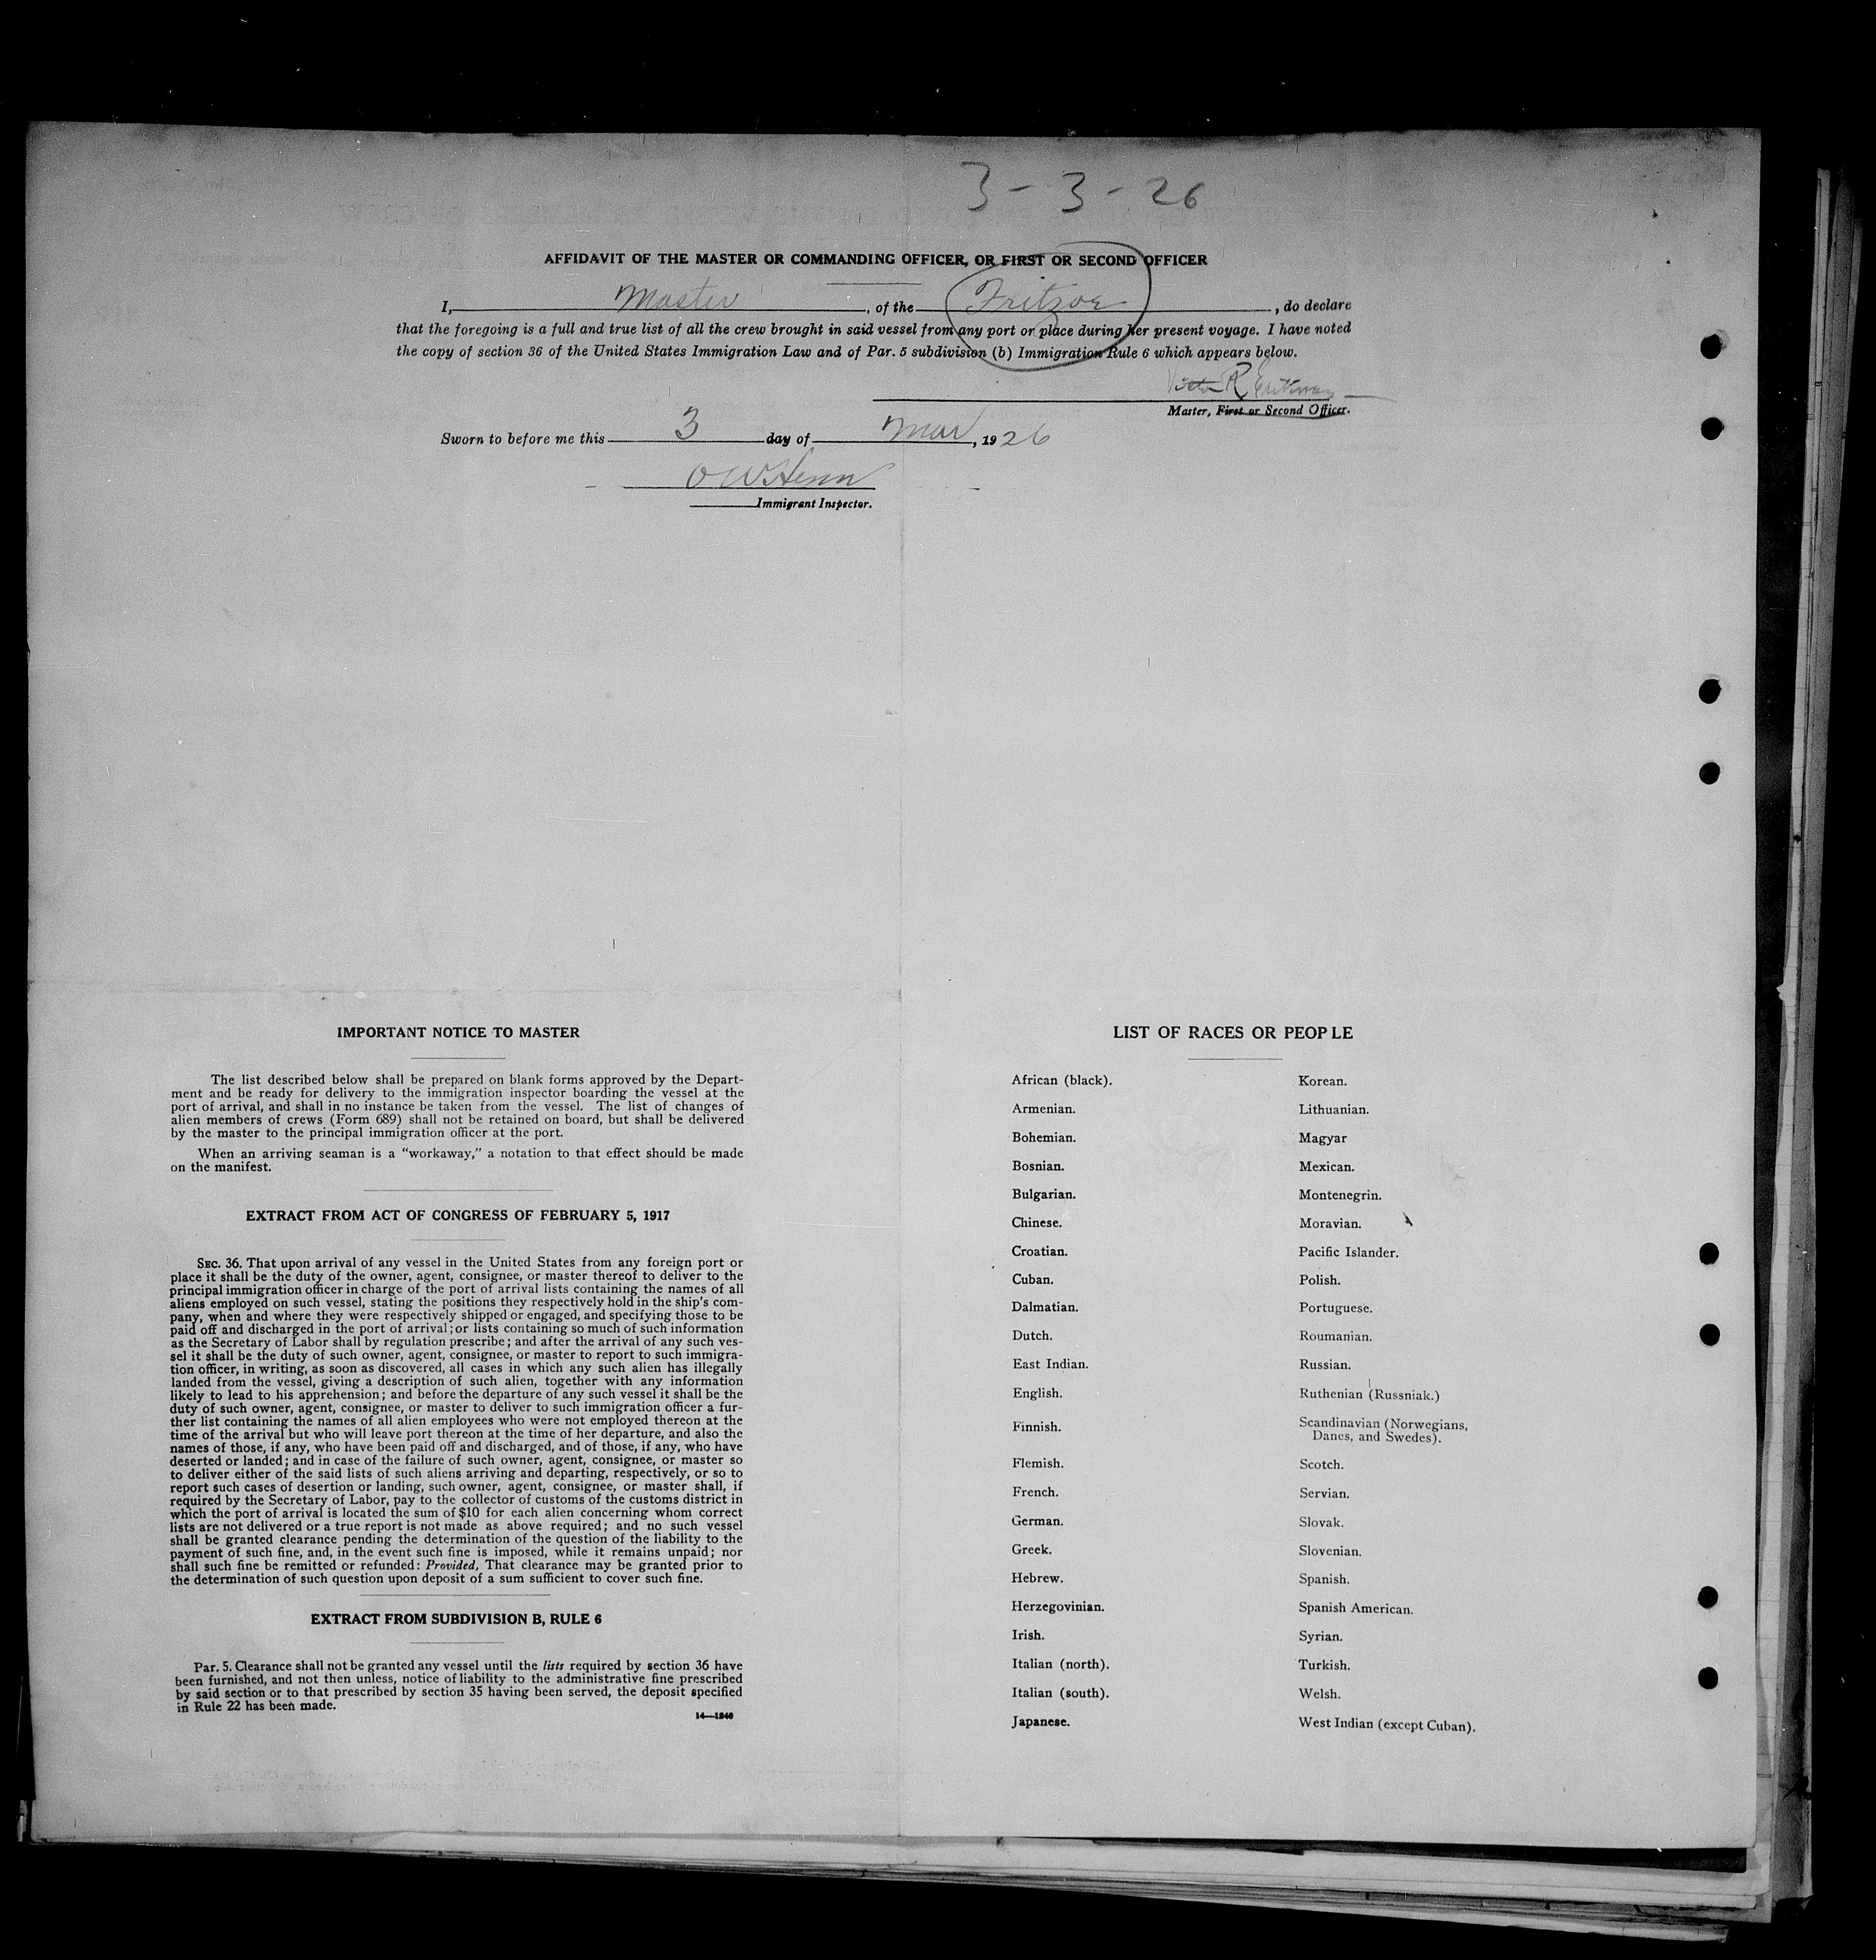 3 - 3 - 26
AFFIDAVIT OF THE MASTER OR COMMANDING OFFICER, OR FIRST OR SECOND OFFICER
I, Master, of the Fritzoe, do declare
that the foregoing is a full and true list of all the crew brought in said vessel from any port or place during her present voyage. I have noted
the copy of section 36 of the United States Immigration Law and of Par. 5 subdivision (b) Immigration Rule 6 which appears below.
R
Master, First or Second Officer.
Sworn to before me this 3 day of Mar, 1926
O W Henn
Immigrant Inspector.
IMPORTANT NOTICE TO MASTER
The list described below shall be prepared on blank forms approved by the Depart-
ment and be ready for delivery to the immigration inspector boarding the vessel at the
port of arrival, and shall in no instance be taken from the vessel. The list of changes of
alien members of crews (Form 689) shall not be retained on board, but shall be delivered
by the master to the principal immigration officer at the port.
When an arriving seaman is a "workaway," a notation to that effect should be made
on the manifest.
EXTRACT FROM ACT OF CONGRESS OF FEBRUARY 5, 1917
SEC. 36. That upon arrival of any vessel in the United States from any foreign port or
place it shall be the duty of the owner, agent, consignee, or master thereof to deliver to the
principal immigration officer in charge of the port of arrival lists containing the names of all
aliens employed on such vessel, stating the positions they respectively hold in the ship's com-
pany, when and where they were respectively shipped or engaged, and specifying those to be
paid off and discharged in the port of arrival; or lists containing so much of such information
as the Secretary of Labor shall by regulation prescribe; and after the arrival of any such ves-
sel it shall be the duty of such owner, agent, consignee, or master to report to such immigra-
tion officer, in writing, as soon as discovered, all cases in which any such alien has illegally
landed from the vessel, giving a description of such alien, together with any information
likely to lead to his apprehension; and before the departure of any such vessel it shall be the
duty of such owner, agent, consignee, or master to deliver to such immigration officer a fur-
ther list containing the names of all alien employees who were not employed thereon at the
time of the arrival but who will leave port thereon at the time of her departure, and also the
names of those, if any, who have been paid off and discharged, and of those, if any, who have
deserted or landed; and in case of the failure of such owner, agent, consignee, or master so
to deliver either of the said lists of such aliens arriving and departing, respectively, or so to
report such cases of desertion or landing, such owner, agent, consignee, or master shall, if
required by the Secretary of Labor, pay to the collector of customs of the customs district in
which the port of arrival is located the sum of $10 for each alien concerning whom correct
lists are not delivered or a true report is not made as above required; and no such vessel
shall be granted clearance pending the determination of the question of the liability to the
payment of such fine, and, in the event such fine is imposed, while it remains unpaid; nor
shall such fine be remitted or refunded: Provided, That clearance may be granted prior to
the determination of such question upon deposit of a sum sufficient to cover such fine.
EXTRACT FROM SUBDIVISION B, RULE 6
Par. 5. Clearance shall not be granted any vessel until the lists required by section 36 have
been furnished, and not then unless, notice of liability to the administrative fine prescribed
by said section or to that prescribed by section 35 having been served, the deposit specified
in Rule 22 has been made.
14—1240
LIST OF RACES OR PEOPLE
African (black).
Armenian.
Bohemian.
Bosnian.
Bulgarian.
Chinese.
Croatian.
Cuban.
Dalmatian.
Dutch.
East Indian.
English.
Finnish.
Flemish.
French.
German.
Greek.
Hebrew.
Herzegovinian.
Irish.
Italian (north).
Italian (south).
Japanese.
Korean.
Lithuanian.
Magyar
Mexican.
Montenegrin.
Moravian.
Pacific Islander.
Polish.
Portuguese.
Roumanian.
Russian.
Ruthenian (Russniak.)
Scandinavian (Norwegians,
Danes, and Swedes).
Scotch.
Servian.
Slovak.
Slovenian.
Spanish.
Spanish American.
Syrian.
Turkish.
Welsh.
West Indian (except Cuban).